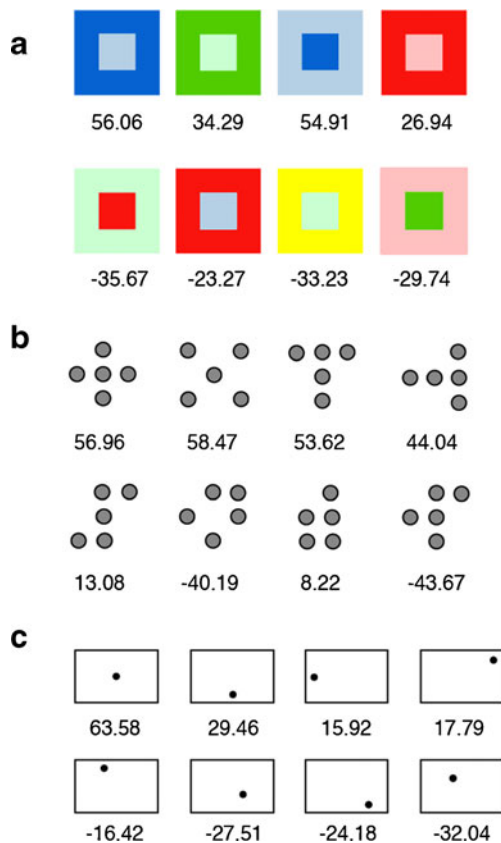 a
56.06 34.29 54.91 26.94
-35.67 -23.27 -33.23 -29.74
b
56.96 58.47 53.62 44.04
13.08 -40.19 8.22 -43.67
c
63.58 29.46 15.92 17.79
-16.42 -27.51 -24.18 -32.04